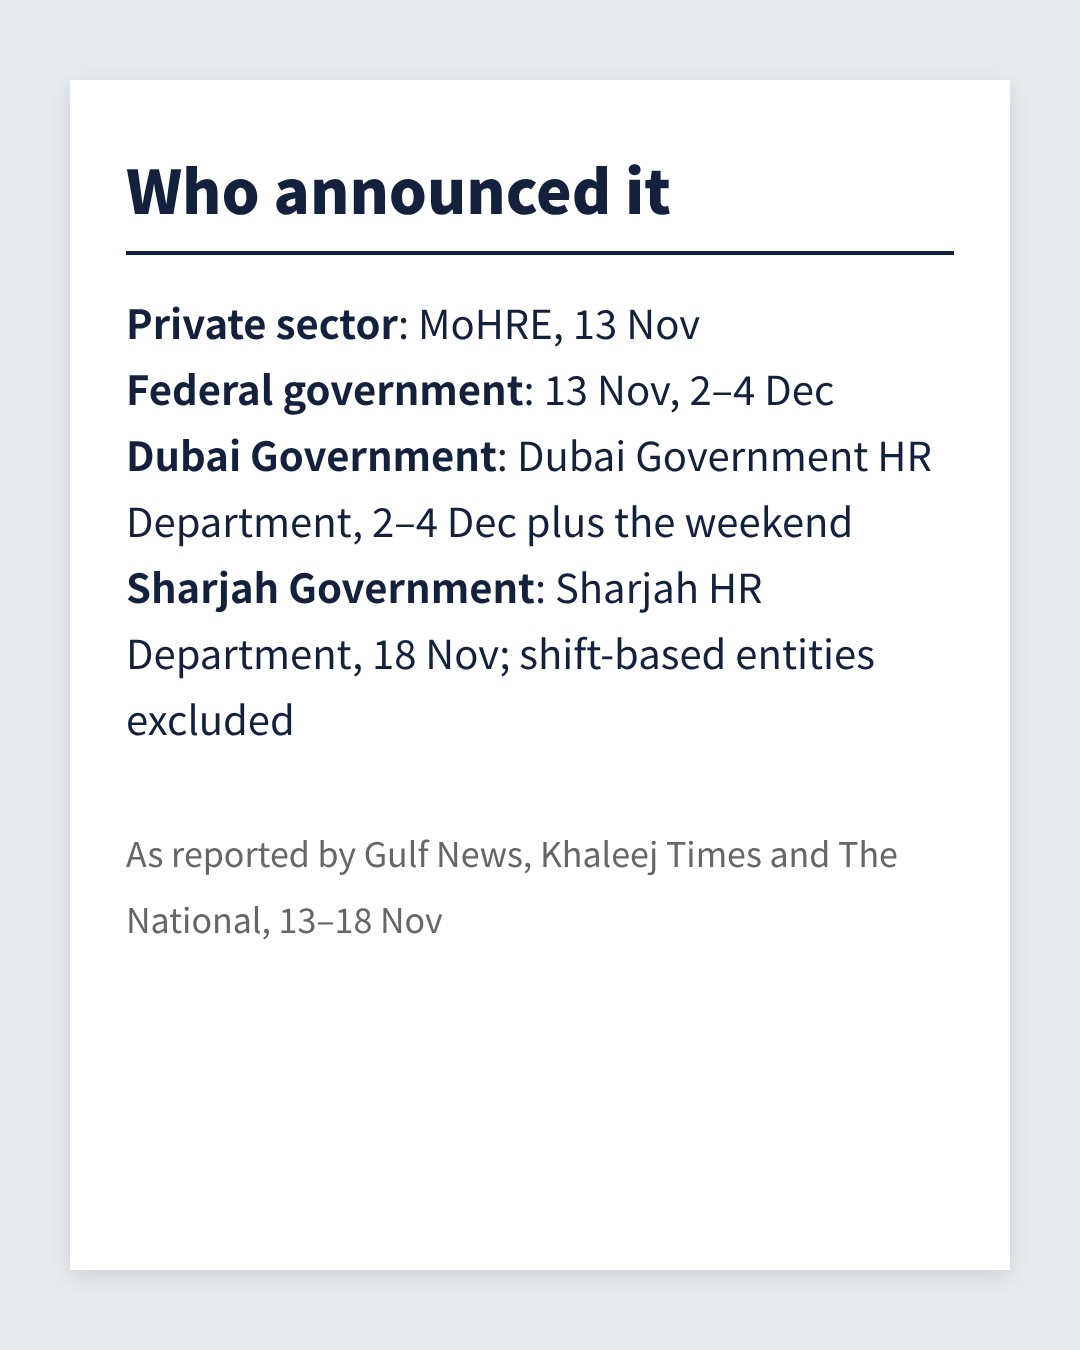 Who announced it
Private sector: MoHRE, 13 Nov
Federal government: 13 Nov, 2–4 Dec
Dubai Government: Dubai Government HR
Department, 2–4 Dec plus the weekend
Sharjah Government: Sharjah HR
Department, 18 Nov; shift-based entities
excluded
As reported by Gulf News, Khaleej Times and The
National, 13–18 Nov